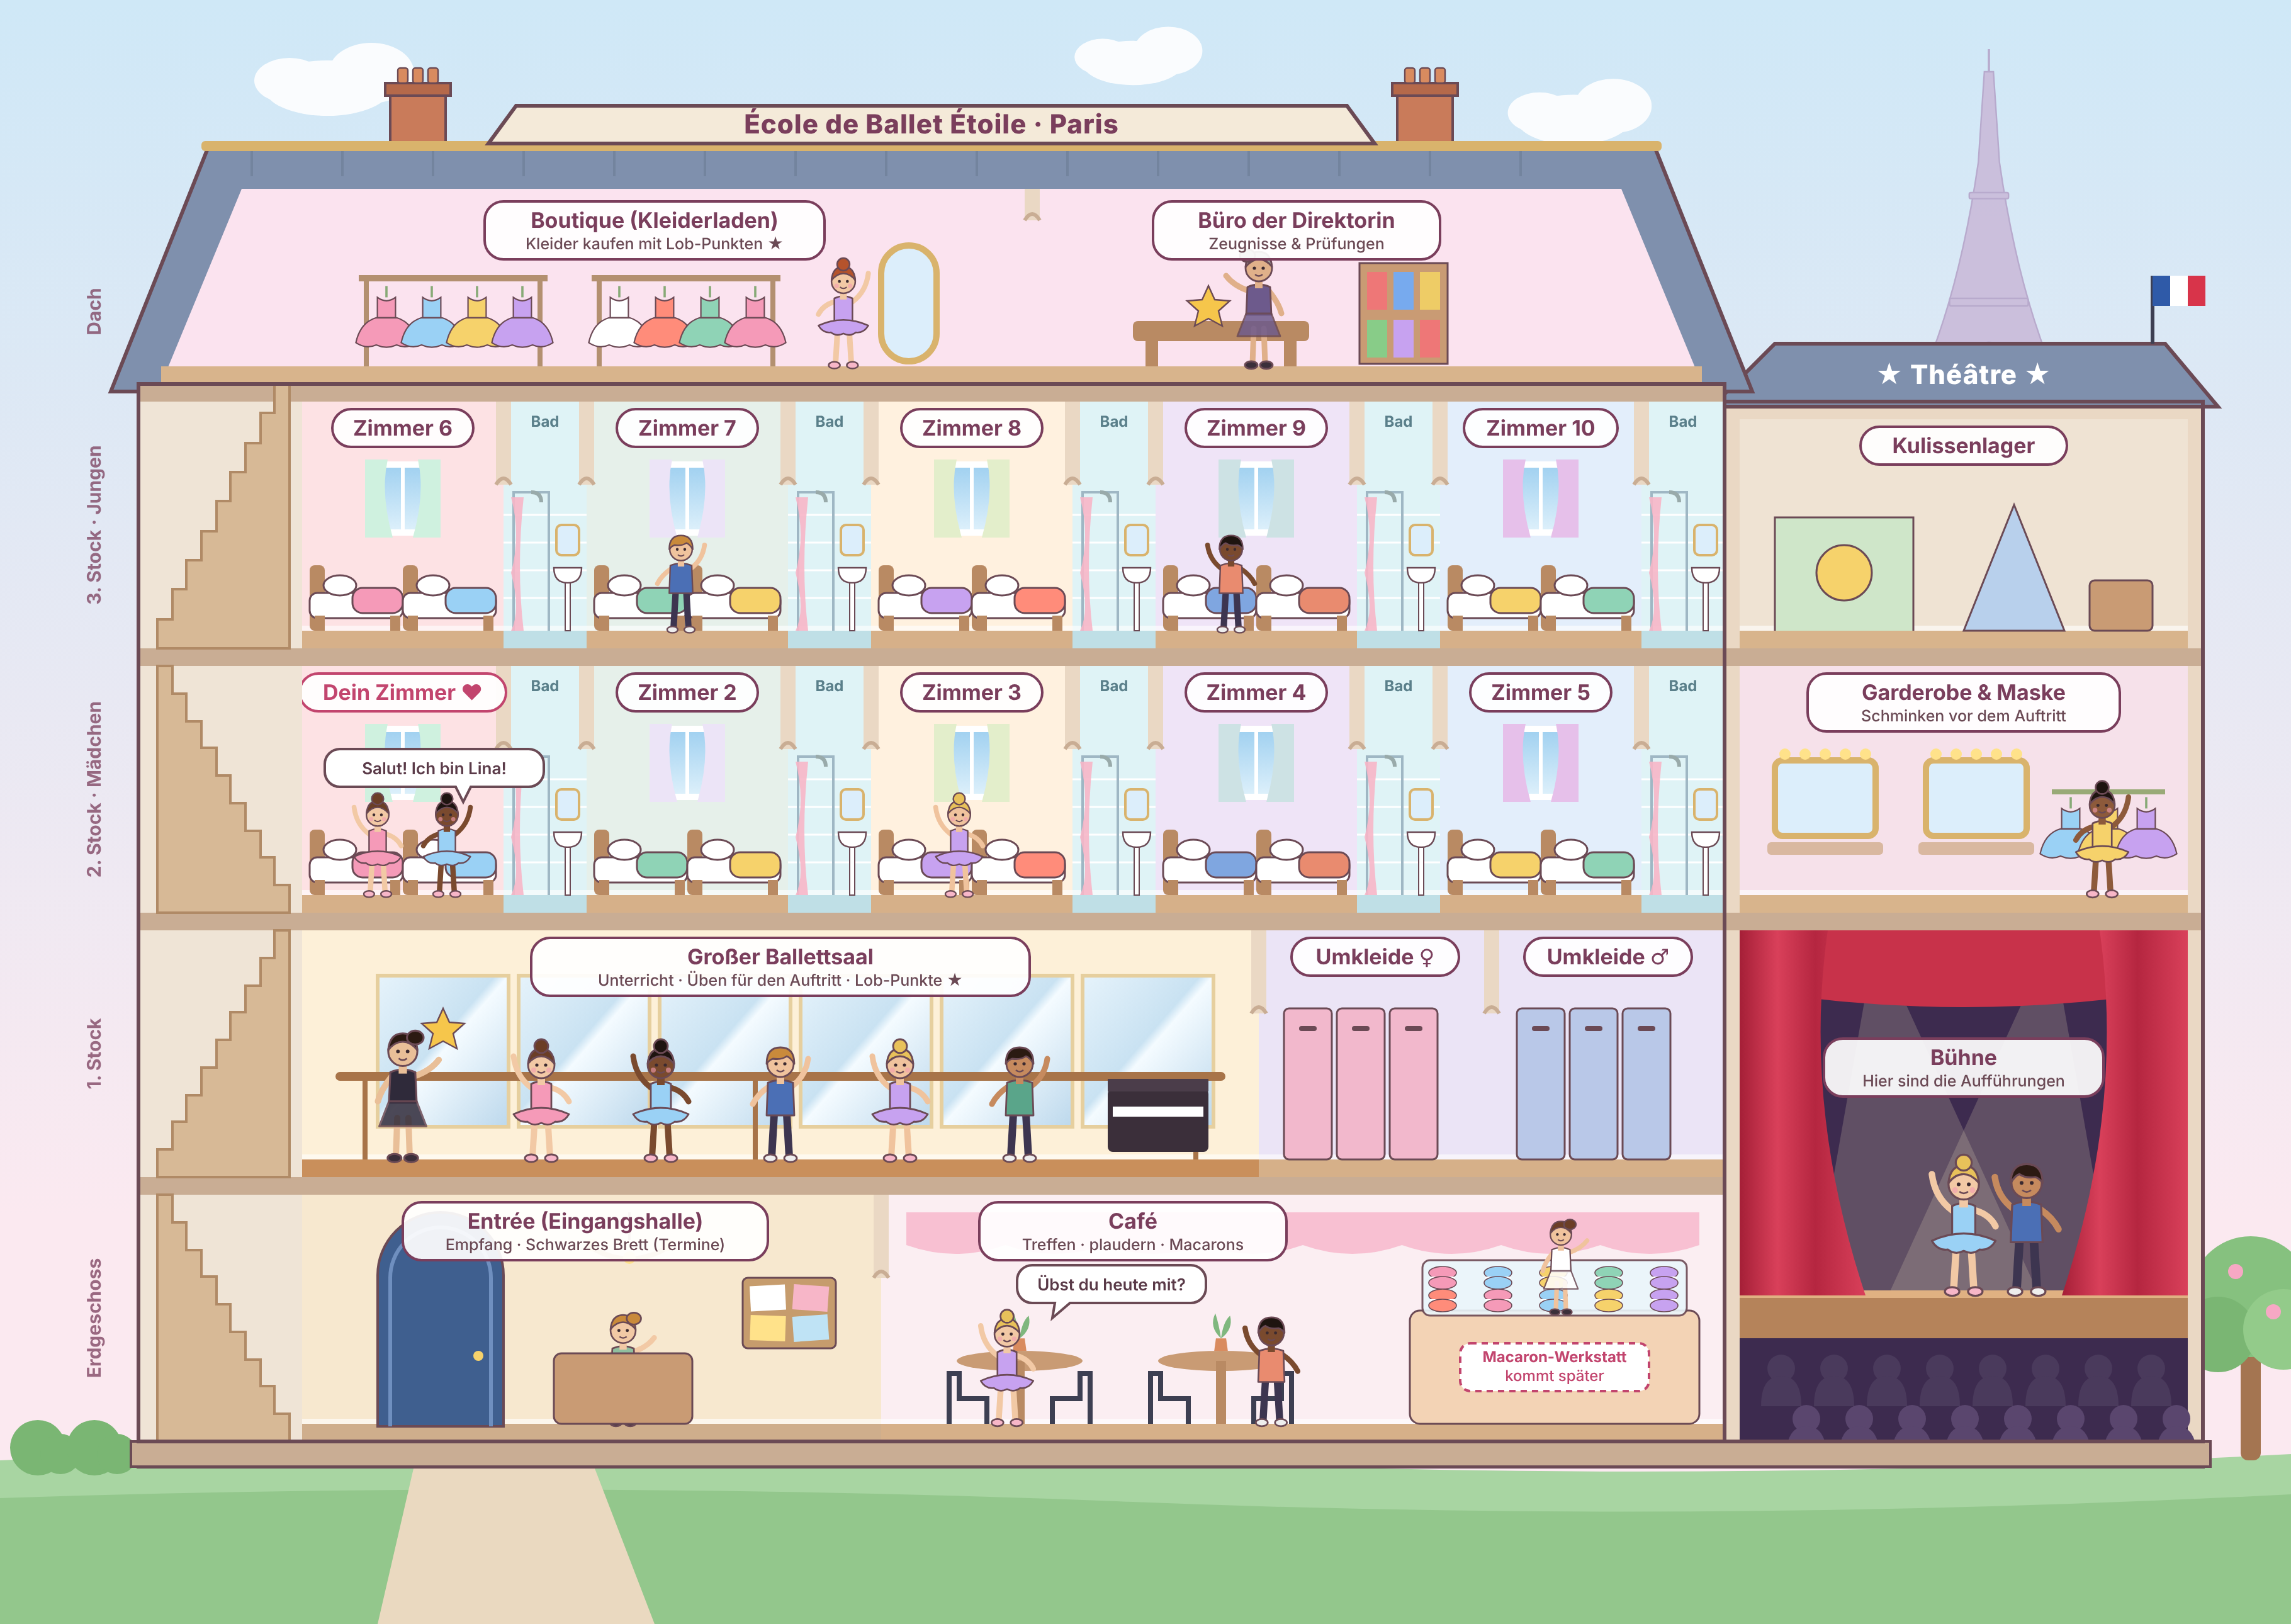 École de Ballet Étoile · Paris
Boutique (Kleiderladen)
Kleider kaufen mit Lob-Punkten ★
Büro der Direktorin
Zeugnisse & Prüfungen
Dach
★ Théâtre ★
3. Stock · Jungen
Zimmer 6
Bad
Zimmer 7
Bad
Zimmer 8
Bad
Zimmer 9
Bad
Zimmer 10
Bad
Kulissenlager
2. Stock · Mädchen
Dein Zimmer ♥
Bad
Zimmer 2
Bad
Zimmer 3
Bad
Zimmer 4
Bad
Zimmer 5
Bad
Salut! Ich bin Lina!
Garderobe & Maske
Schminken vor dem Auftritt
1. Stock
Großer Ballettsaal
Unterricht · Üben für den Auftritt · Lob-Punkte ★
Umkleide ♀
Umkleide ♂
Bühne
Hier sind die Aufführungen
Erdgeschoss
Entrée (Eingangshalle)
Empfang · Schwarzes Brett (Termine)
Café
Treffen · plaudern · Macarons
Übst du heute mit?
Macaron-Werkstatt
kommt später